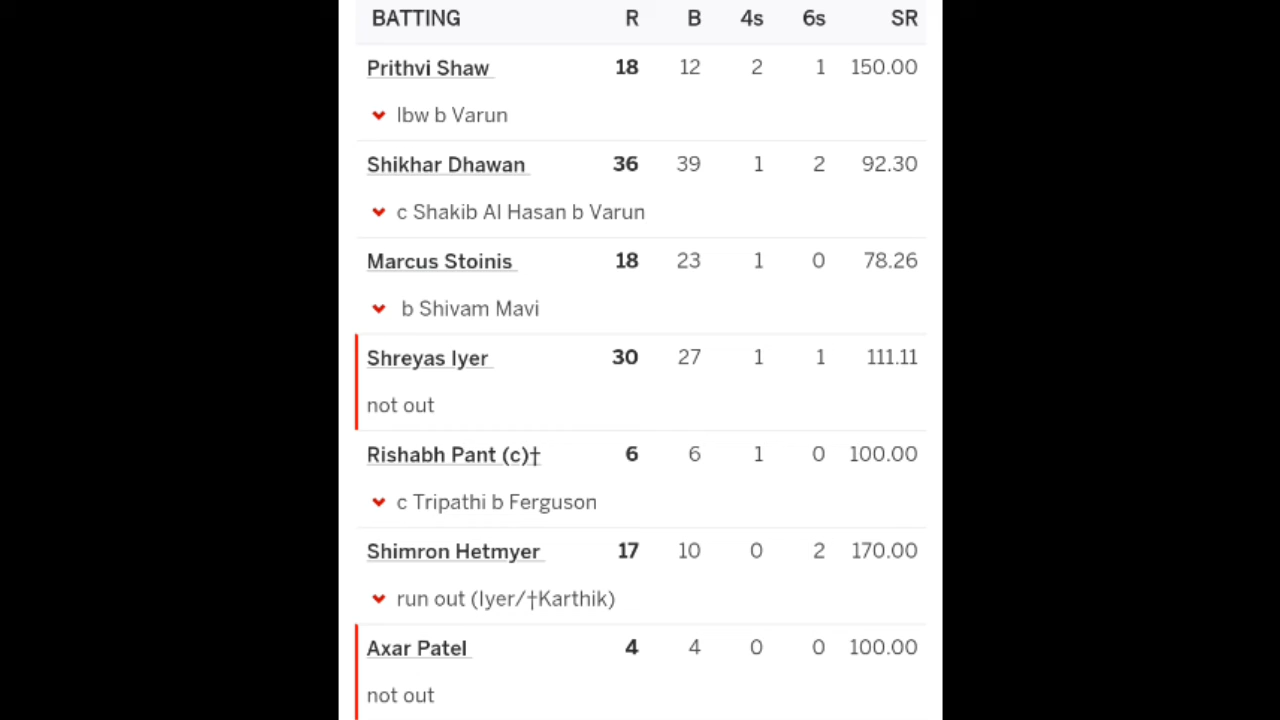 BATTING R B 4s 6s SR
Prithvi Shaw 18 12 2 1 150.00
lbw b Varun
Shikhar Dhawan 36 39 1 2 92.30
c Shakib Al Hasan b Varun
Marcus Stoinis 18 23 1 0 78.26
b Shivam Mavi
Shreyas Iyer 30 27 1 1 111.11
not out
Rishabh Pant (c)† 6 6 1 0 100.00
c Tripathi b Ferguson
Shimron Hetmyer 17 10 0 2 170.00
run out (Iyer/†Karthik)
Axar Patel 4 4 0 0 100.00
not out